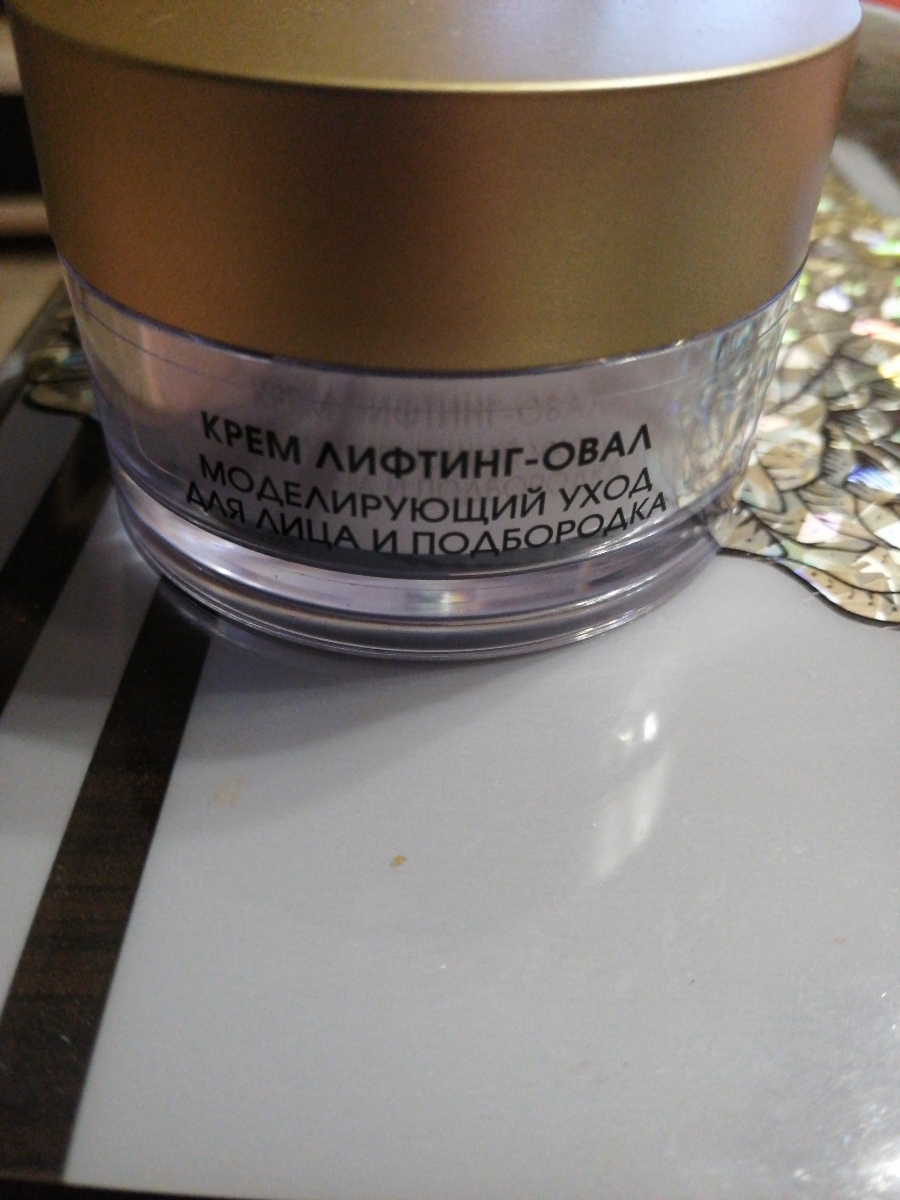 КРЕМ ЛИФТИНГ-ОВАЛ
МОДЕЛИРУЮЩИЙ УХОД
ДЛЯ ЛИЦА И ПОДБОРОДКА